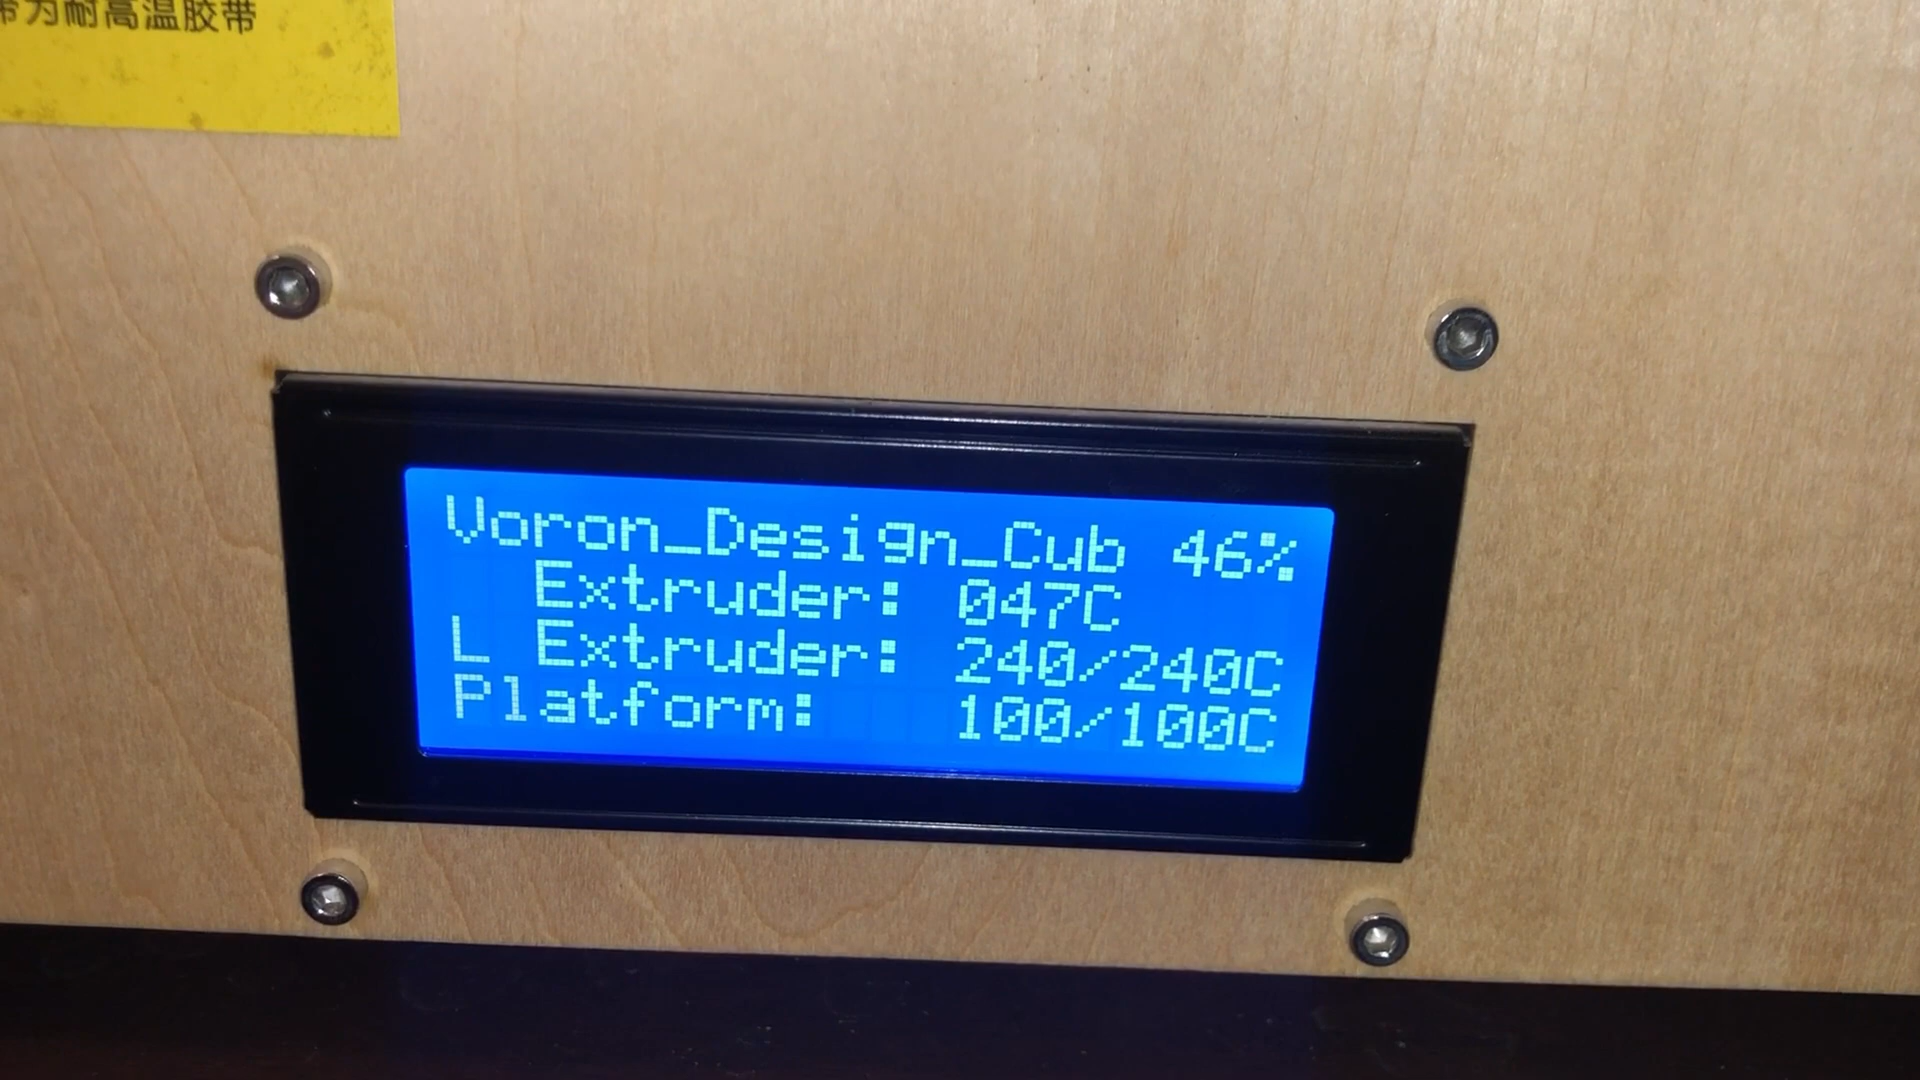 带为耐高温胶带
Voron_Design_Cub 46%
Extruder: 047C
L Extruder: 240/240C
Platform: 100/100C